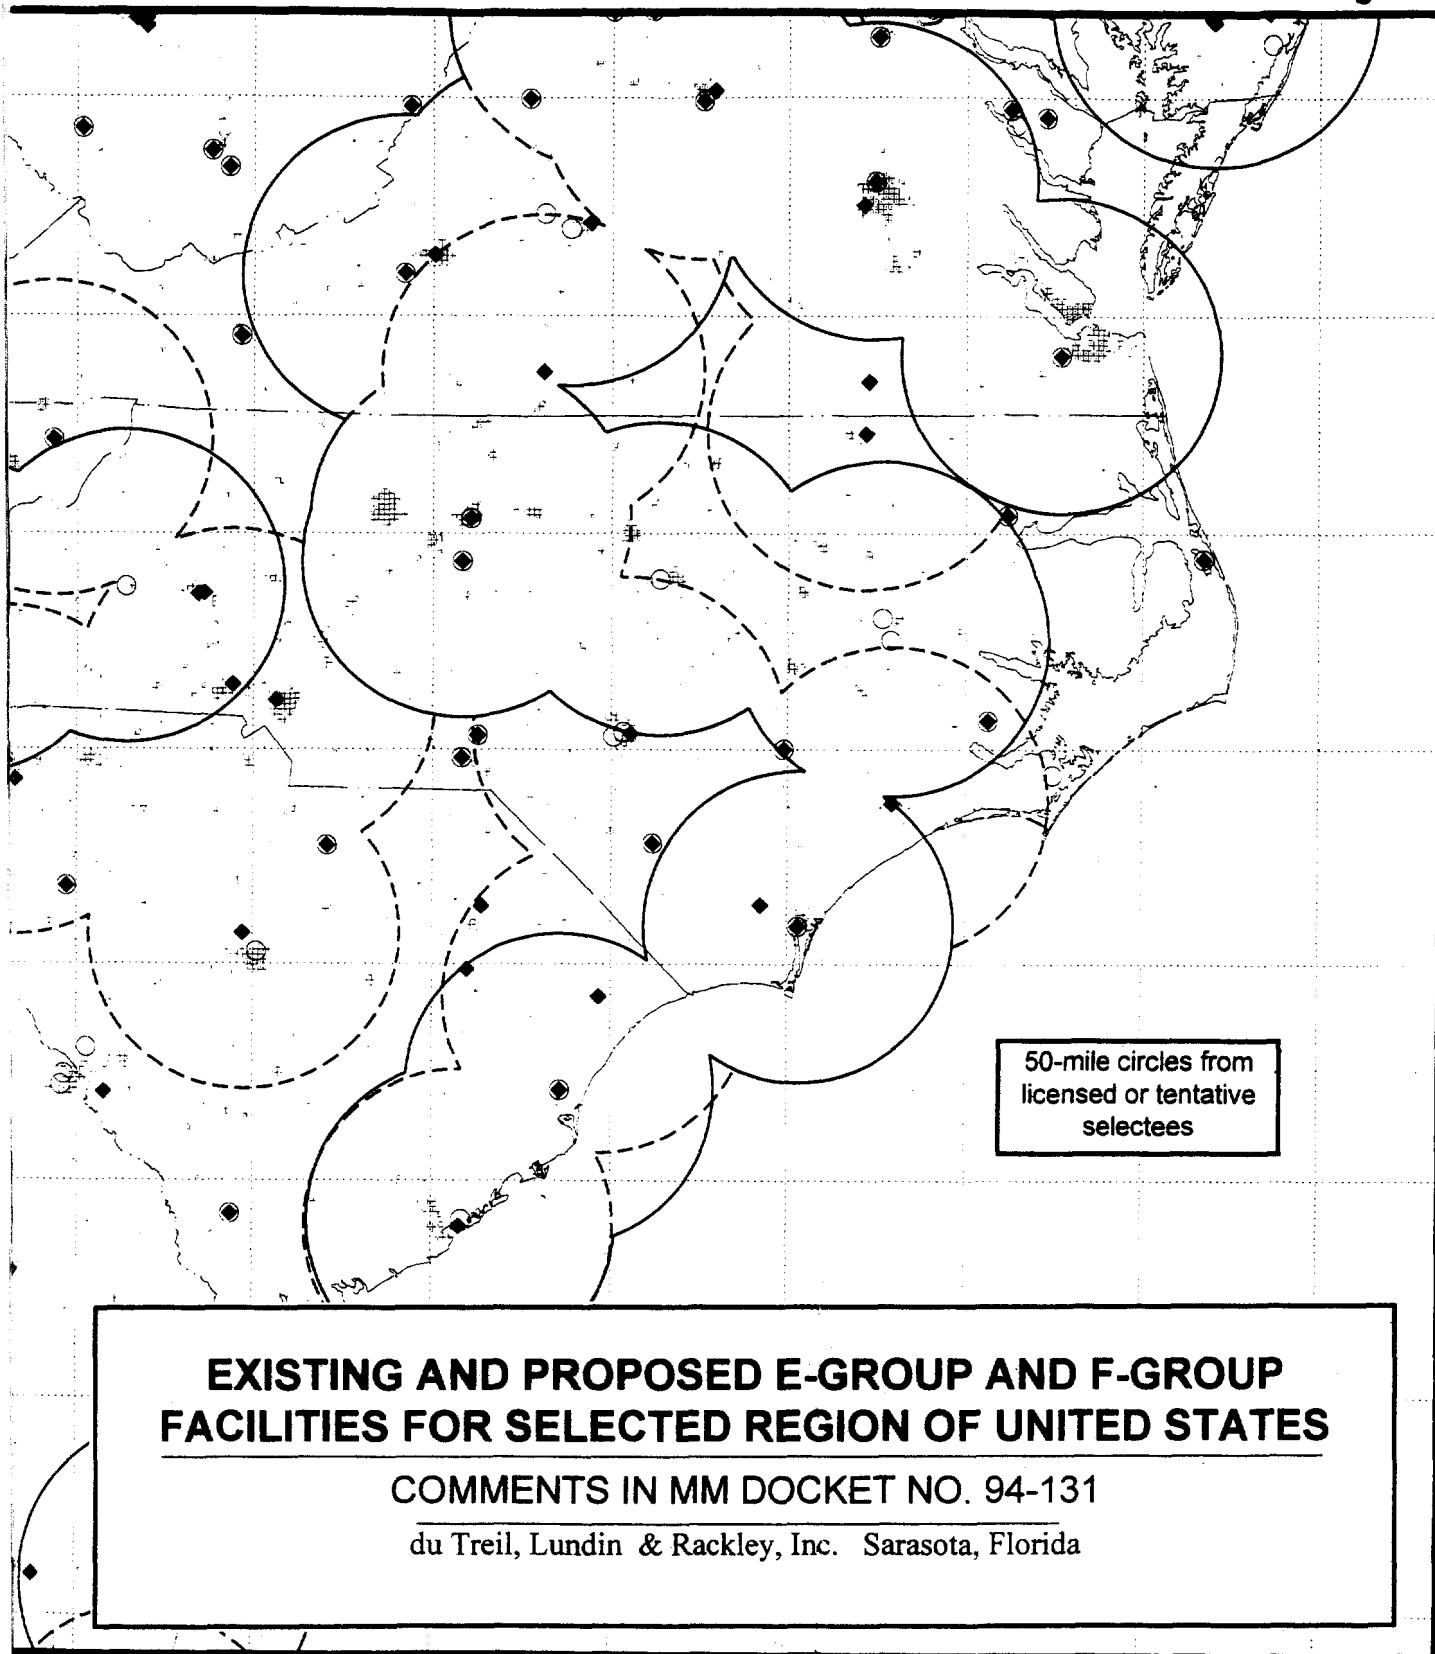 50-mile circles from
licensed or tentative
selectees
EXISTING AND PROPOSED E-GROUP AND F-GROUP
FACILITIES FOR SELECTED REGION OF UNITED STATES
COMMENTS IN MM DOCKET NO. 94-131
du Treil, Lundin & Rackley, Inc. Sarasota, Florida